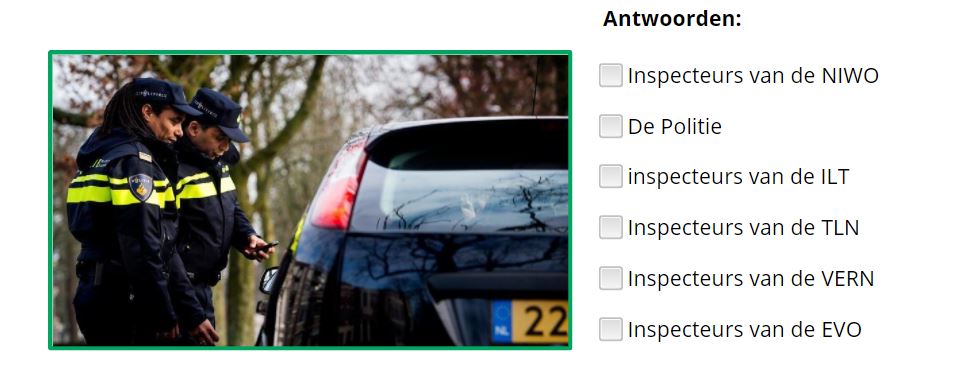 Antwoorden:
Inspecteurs van de NIWO
De Politie
inspecteurs van de ILT
Inspecteurs van de TLN
Inspecteurs van de VERN
Inspecteurs van de EVO
NL 22